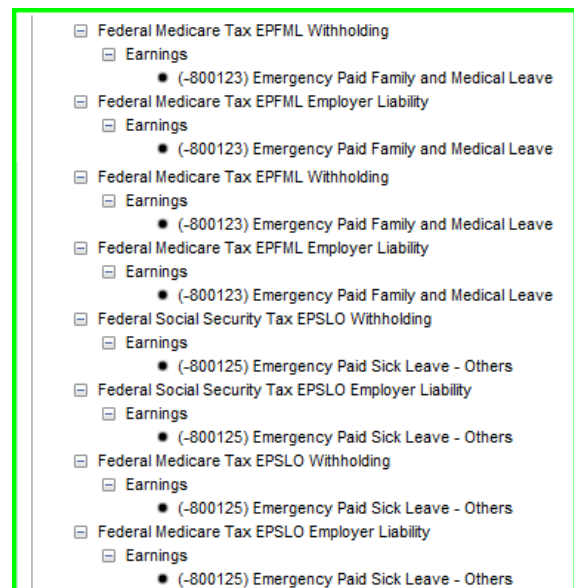 Federal Medicare Tax EPFML Withholding
Earnings
(-800123) Emergency Paid Family and Medical Leave
Federal Medicare Tax EPFML Employer Liability
Earnings
(-800123) Emergency Paid Family and Medical Leave
Federal Medicare Tax EPFML Withholding
Earnings
(-800123) Emergency Paid Family and Medical Leave
Federal Medicare Tax EPFML Employer Liability
Earnings
(-800123) Emergency Paid Family and Medical Leave
Federal Social Security Tax EPSLO Withholding
Earnings
(-800125) Emergency Paid Sick Leave - Others
Federal Social Security Tax EPSLO Employer Liability
Earnings
(-800125) Emergency Paid Sick Leave - Others
Federal Medicare Tax EPSLO Withholding
Earnings
(-800125) Emergency Paid Sick Leave - Others
Federal Medicare Tax EPSLO Employer Liability
Earnings
(-800125) Emergency Paid Sick Leave - Others